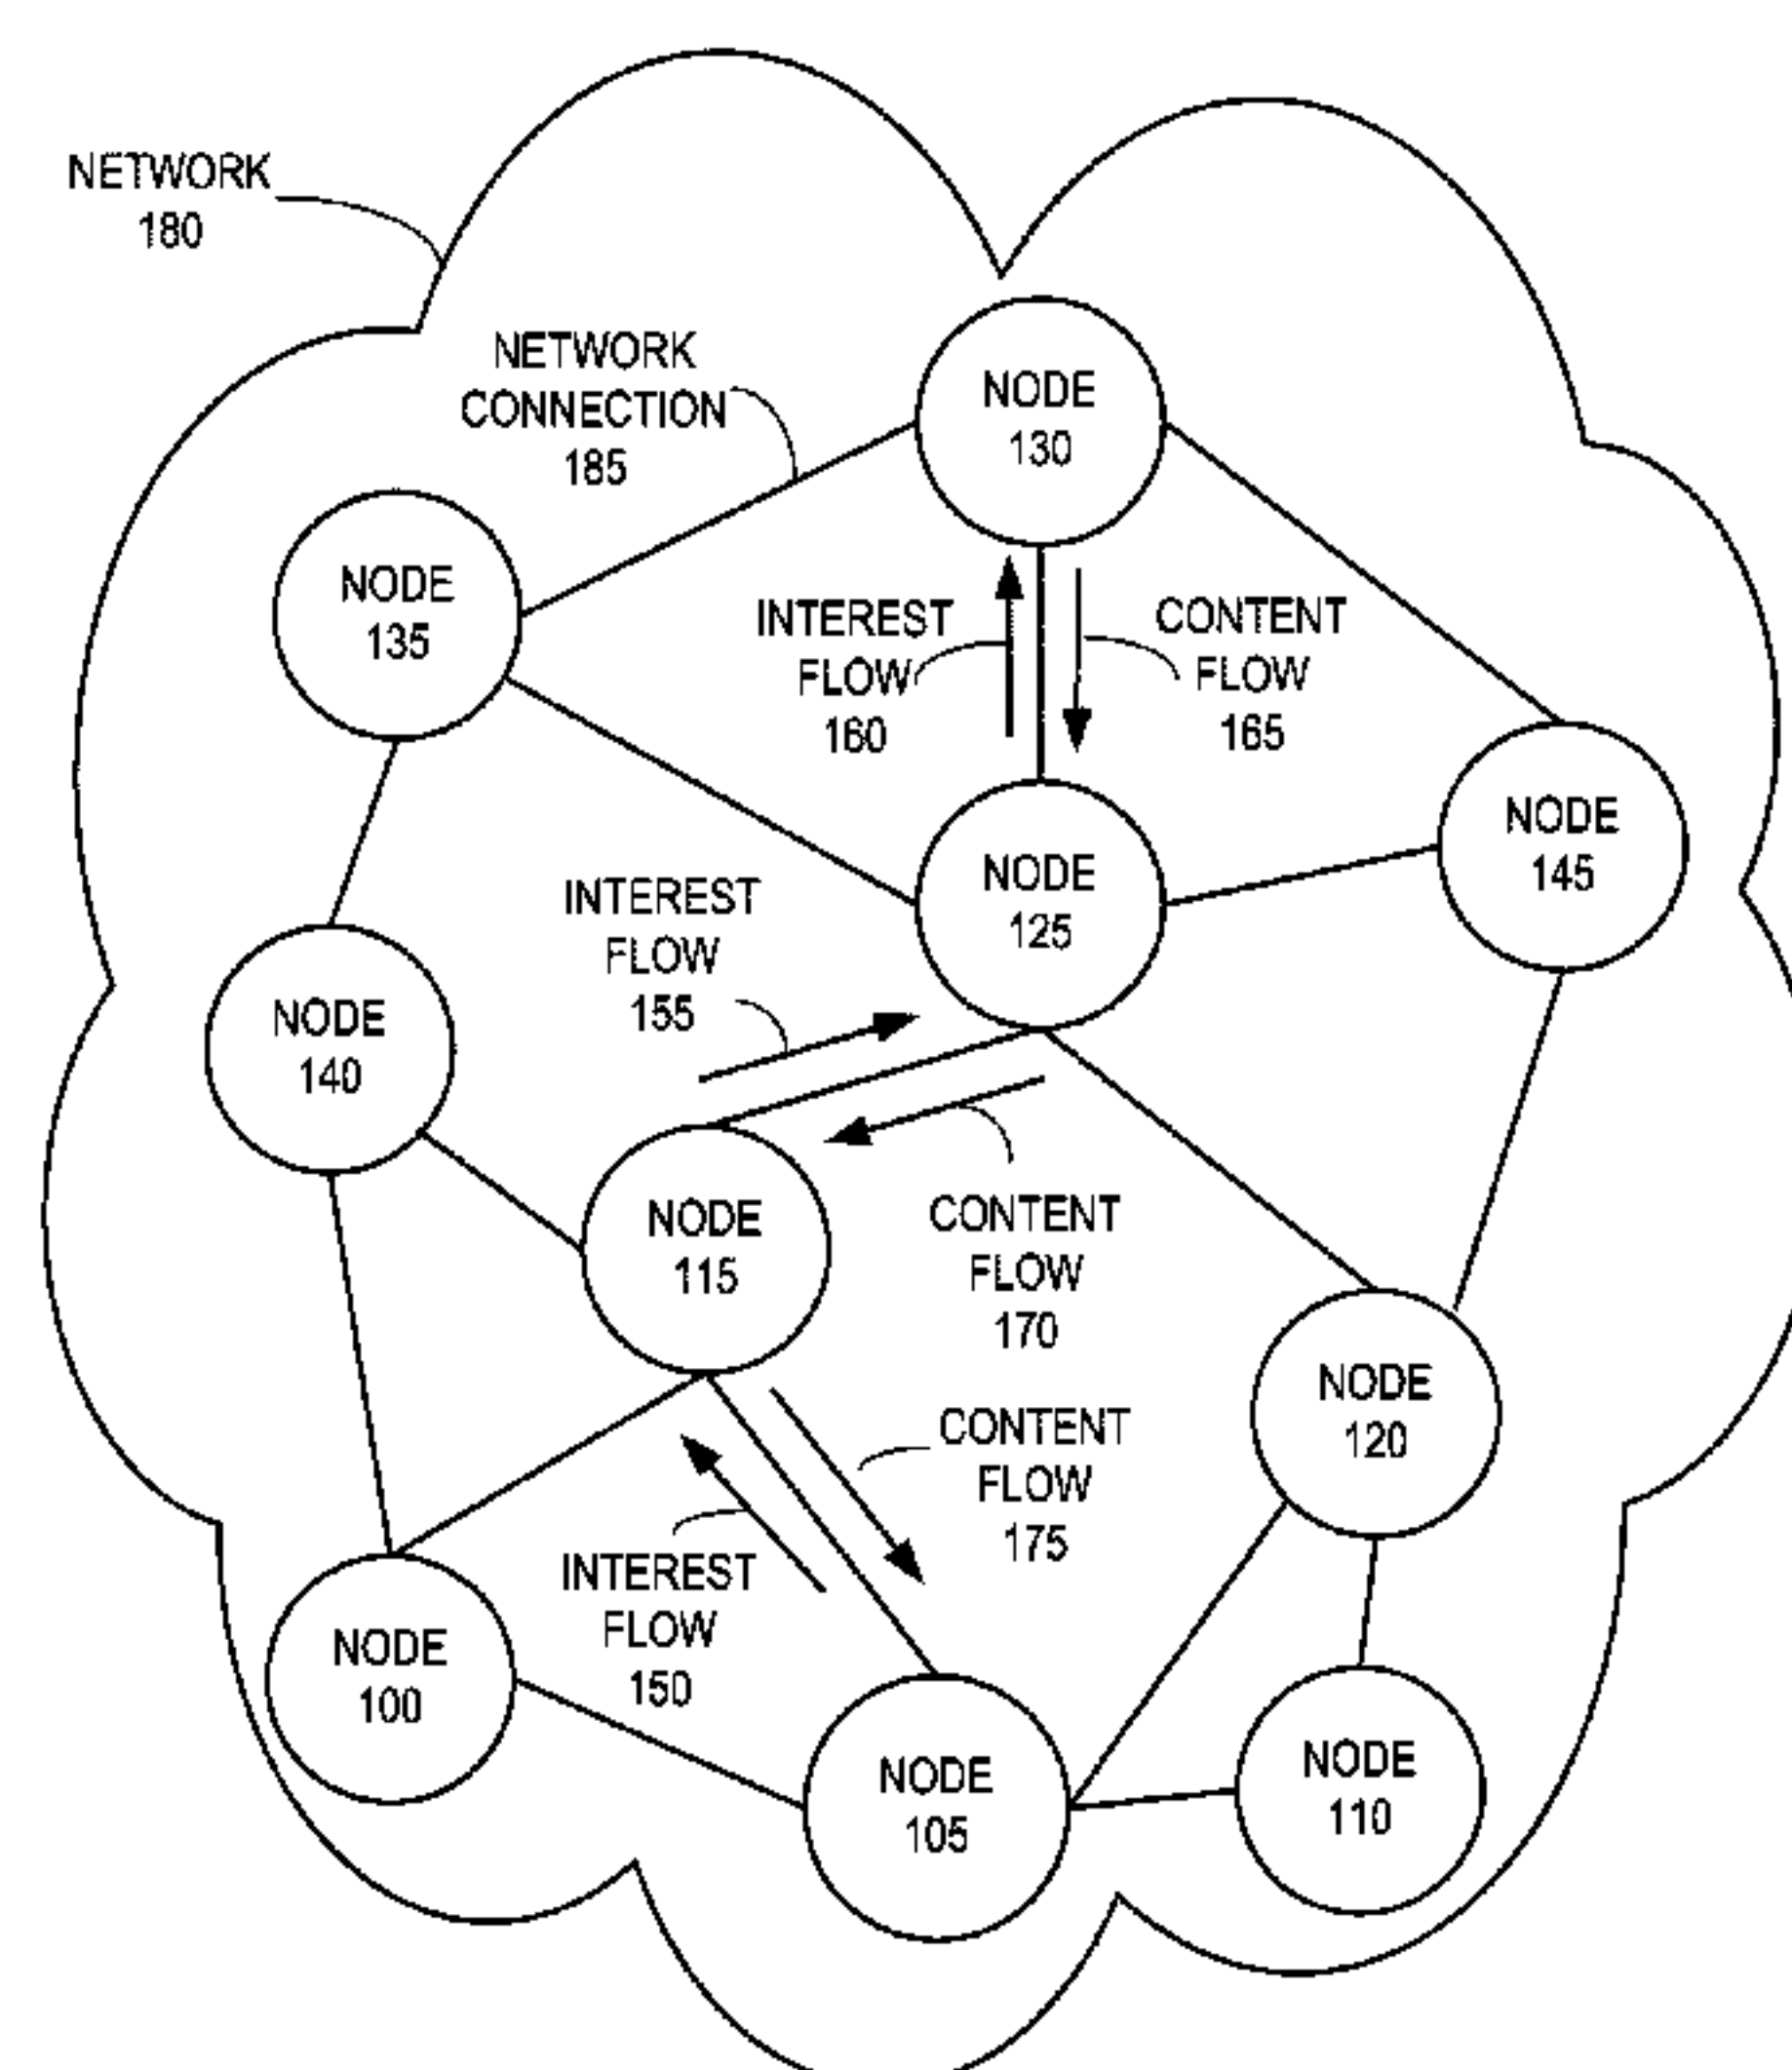 NETWORK
180
NETWORK
CONNECTION
185
NODE
130
NODE
135
INTEREST
FLOW
160
CONTENT
FLOW
165
NODE
145
NODE
125
INTEREST
FLOW
155
NODE
140
NODE
115
CONTENT
FLOW
170
NODE
120
CONTENT
FLOW
175
INTEREST
FLOW
150
NODE
100
NODE
105
NODE
110